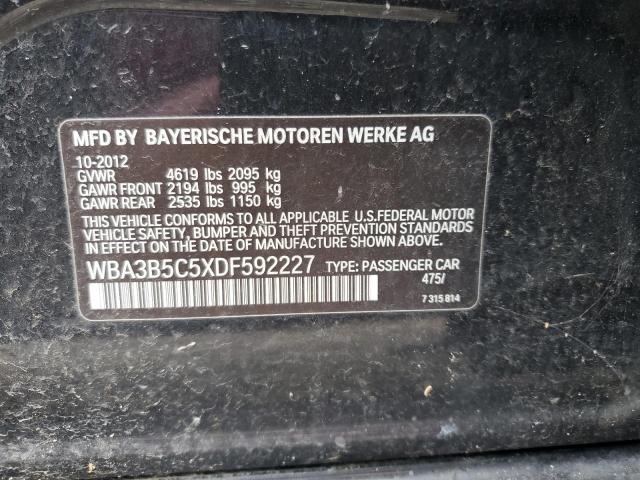 MFD BY BAYERISCHE MOTOREN WERKE AG
10-2012
GVWR 4619 lbs 2095 kg
GAWR FRONT 2194 lbs 995 kg
GAWR REAR 2535 lbs 1150 kg
THIS VEHICLE CONFORMS TO ALL APPLICABLE U.S.FEDERAL MOTOR
VEHICLE SAFETY, BUMPER AND THEFT PREVENTION STANDARDS
IN EFFECT ON THE DATE OF MANUFACTURE SHOWN ABOVE.
WBA3B5C5XDF592227 TYPE: PASSENGER CAR
475/
7 315 814